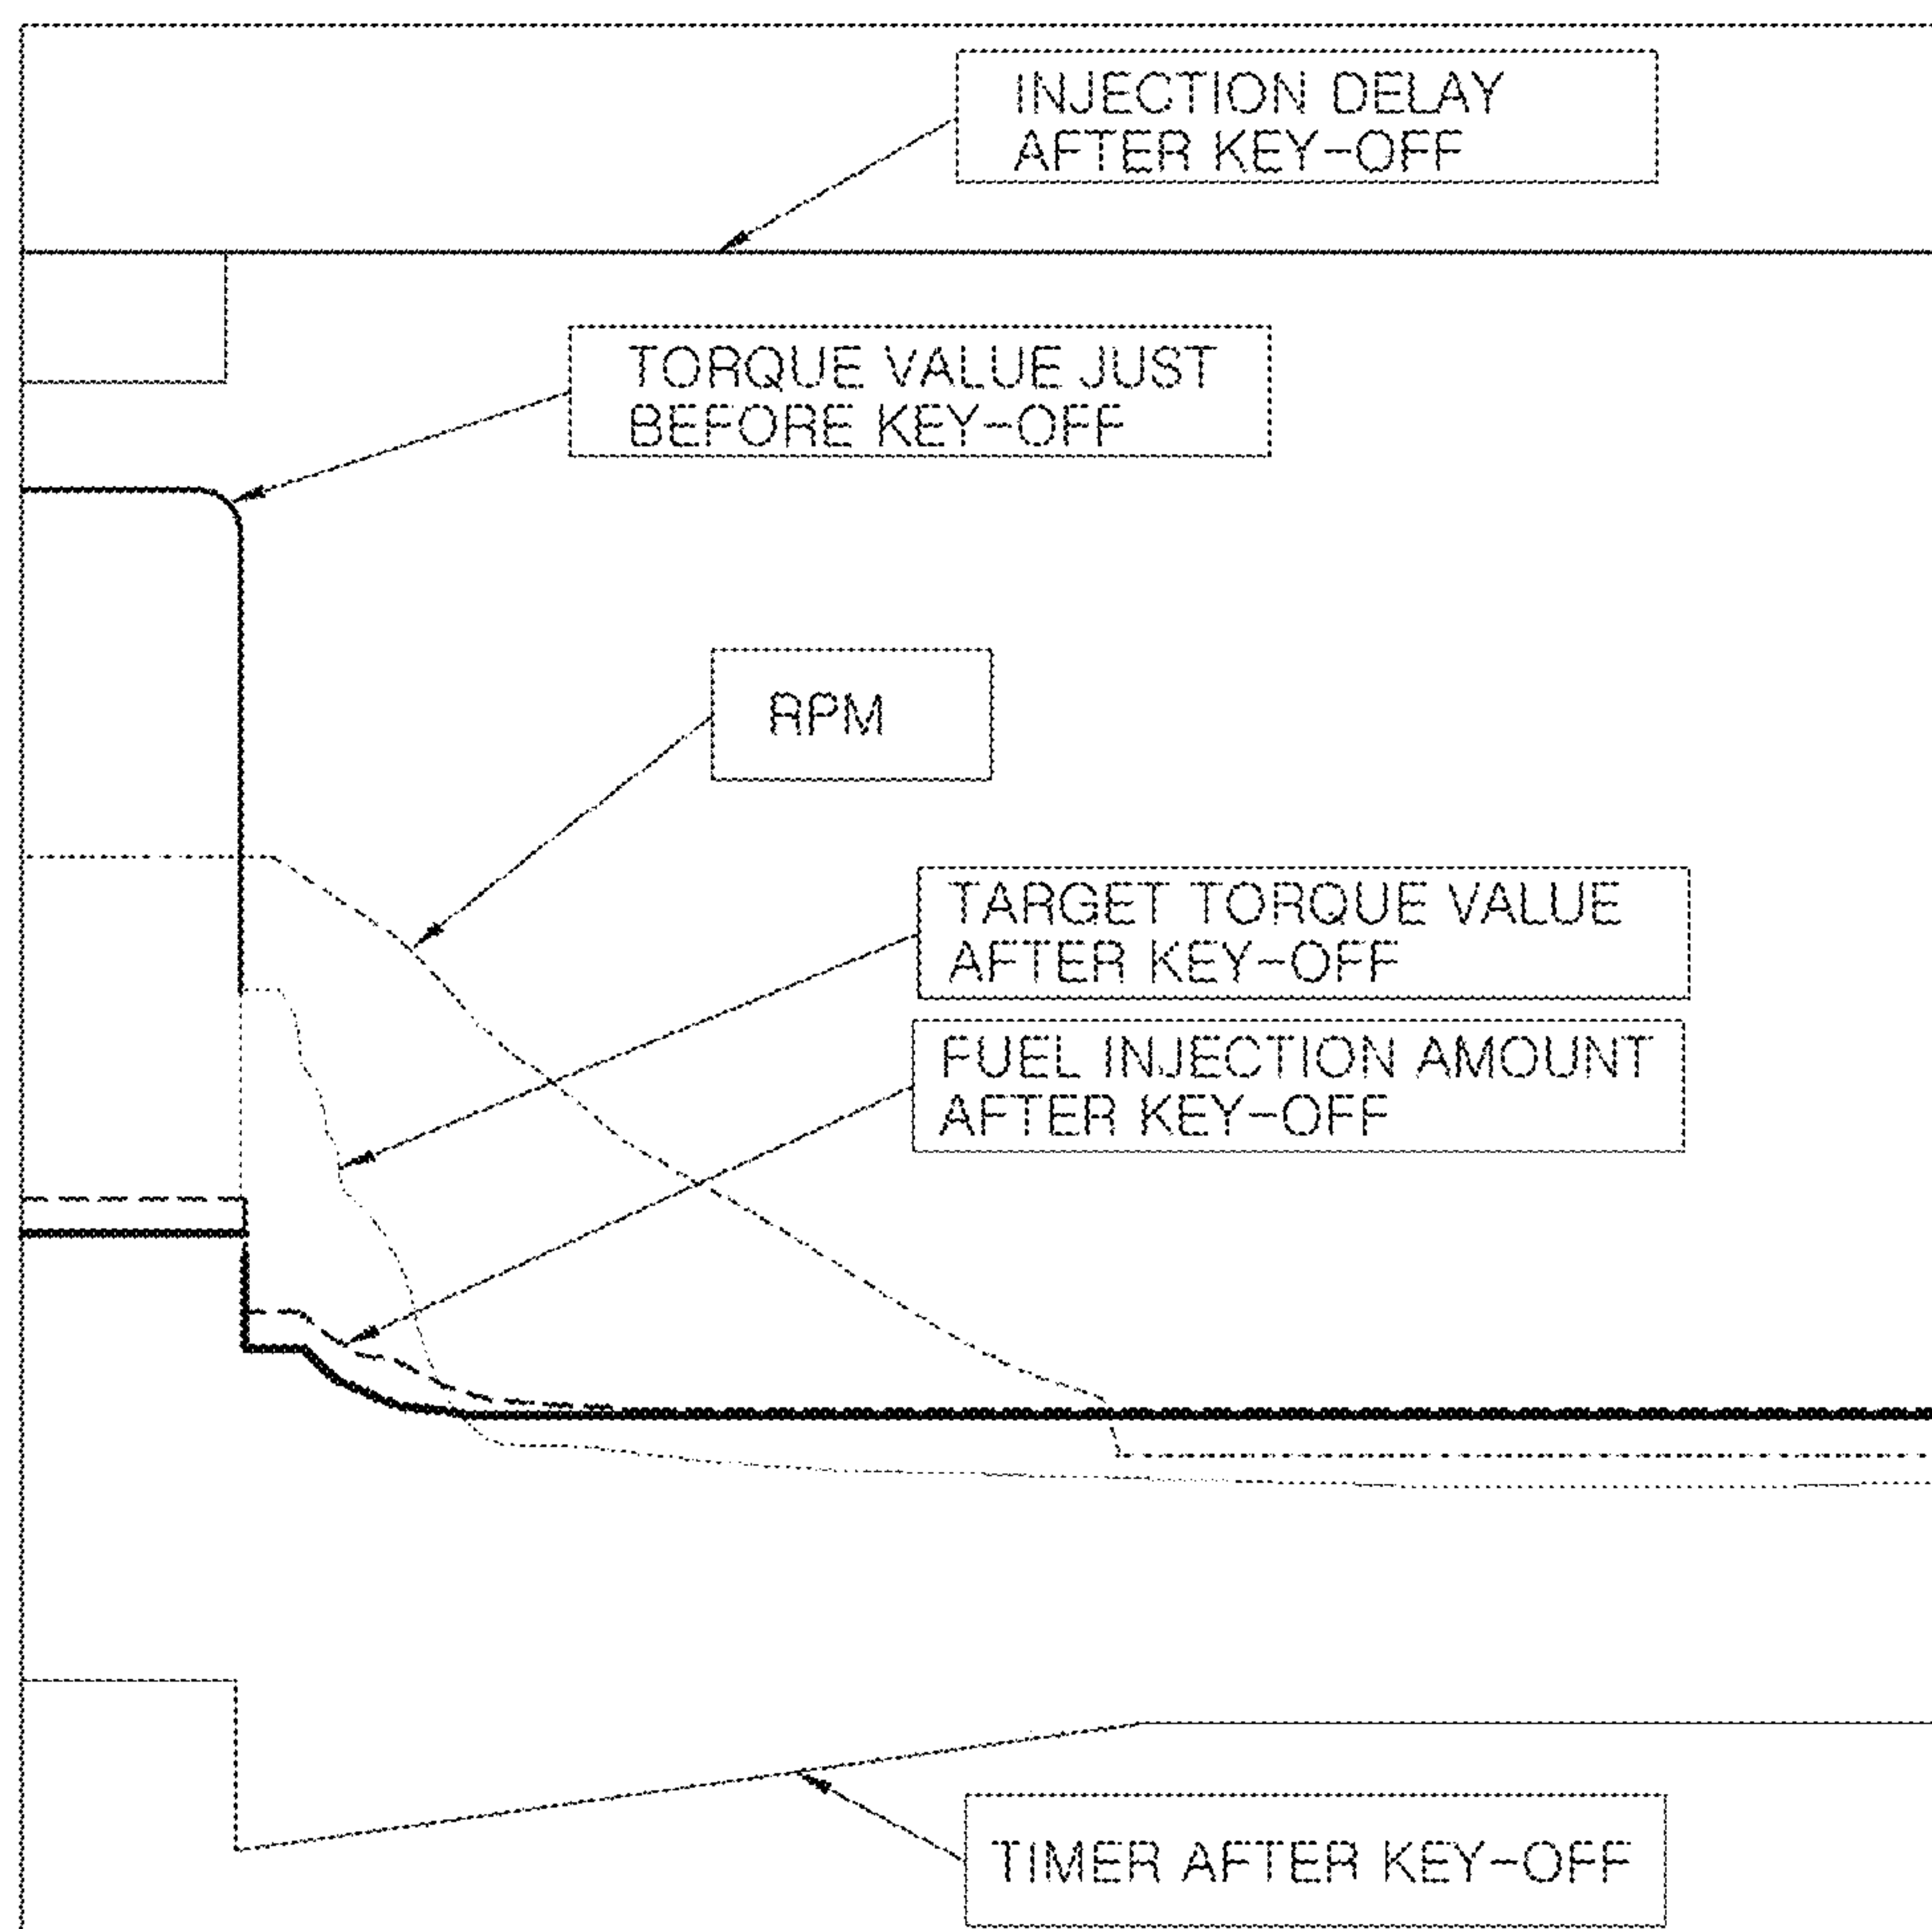 INJECTION DELAY
AFTER KEY-OFF
TORQUE VALUE JUST
BEFORE KEY-OFF
RPM
TARGET TORQUE VALUE
AFTER KEY-OFF
FUEL INJECTION AMOUNT
AFTER KEY-OFF
TIMER AFTER KEY-OFF